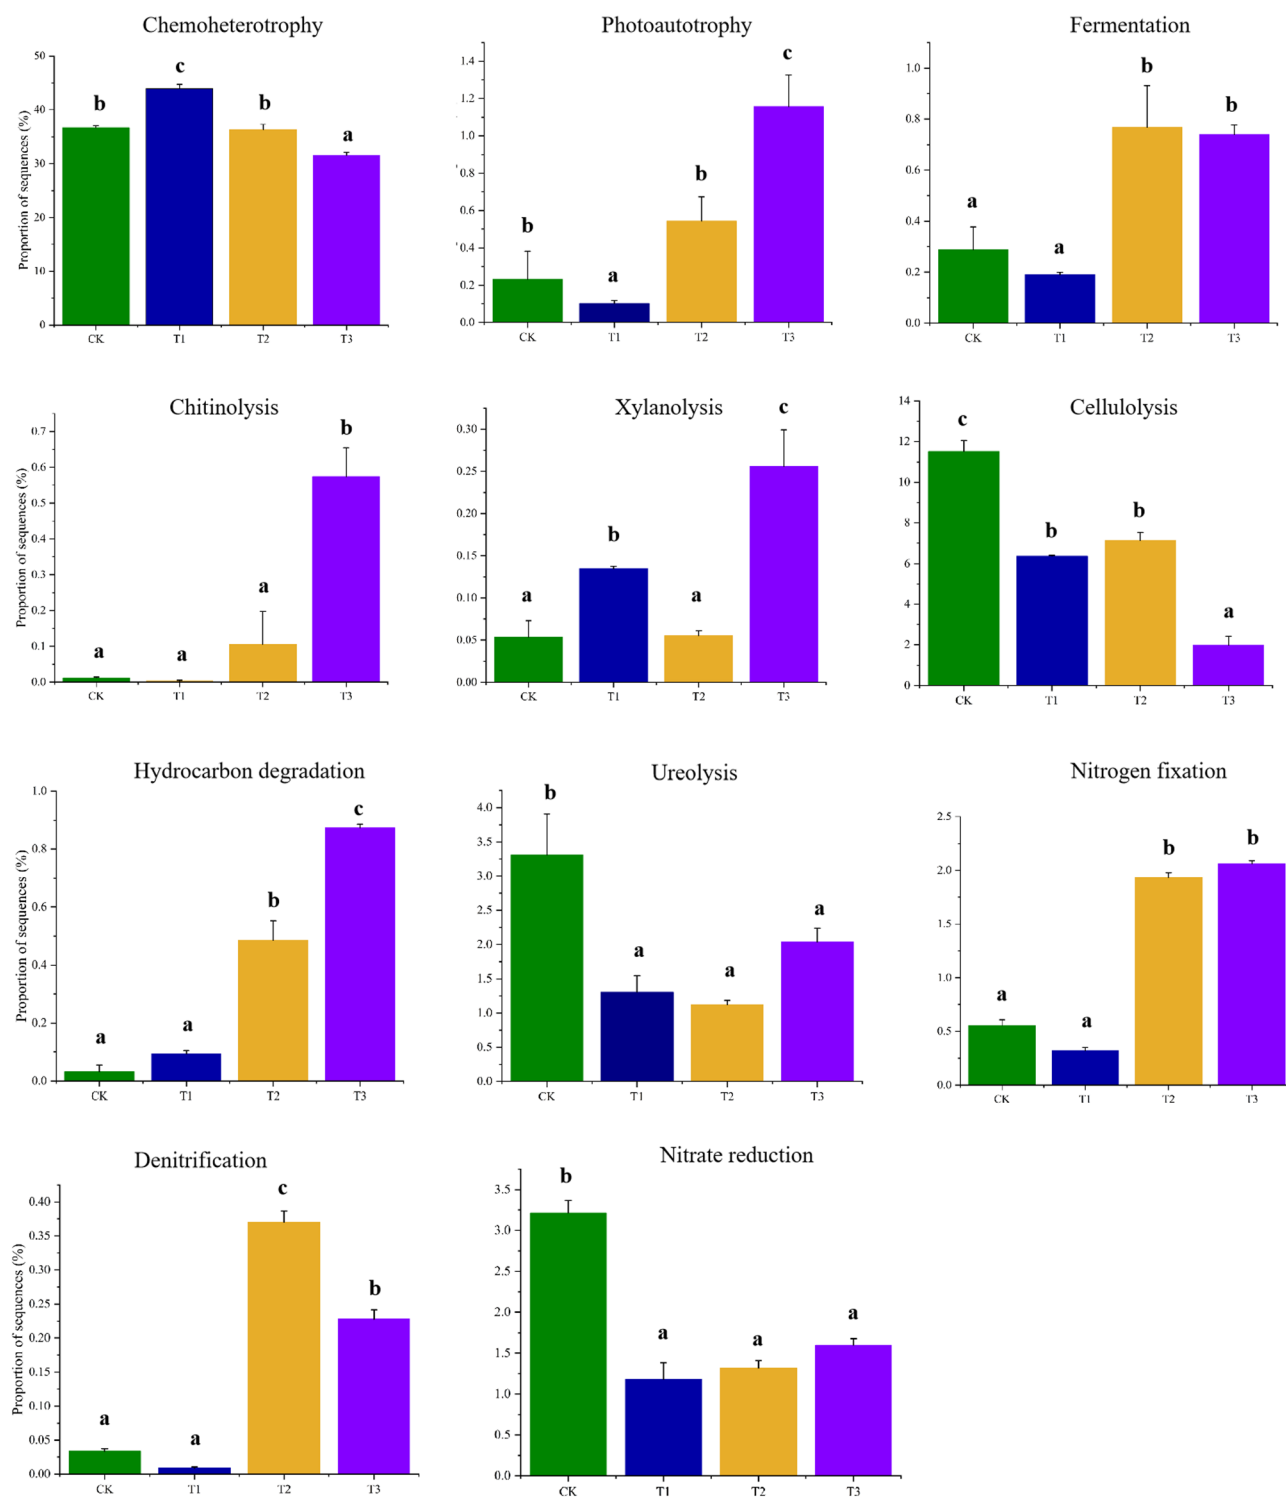 Chemoheterotrophy
Photoautotrophy
Fermentation
Proportion of sequences (%)
50
40
30
20
10
0
b
c
b
a
CK
T1
T2
T3
1.4
1.2
1.0
0.8
0.6
0.4
0.2
0.0
b
a
b
c
CK
T1
T2
T3
1.0
0.8
0.6
0.4
0.2
0.0
a
a
b
b
CK
T1
T2
T3
Chitinolysis
Xylanolysis
Cellulolysis
Proportion of sequences (%)
0.7
0.6
0.5
0.4
0.3
0.2
0.1
0.0
a
a
a
b
CK
T1
T2
T3
0.30
0.25
0.20
0.15
0.10
0.05
0.00
a
b
a
c
CK
T1
T2
T3
14
12
10
8
6
4
2
0
c
b
b
a
CK
T1
T2
T3
Hydrocarbon degradation
Ureolysis
Nitrogen fixation
Proportion of sequences (%)
1.0
0.8
0.6
0.4
0.2
0.0
a
a
b
c
CK
T1
T2
T3
4.0
3.5
3.0
2.5
2.0
1.5
1.0
0.5
0.0
b
a
a
a
CK
T1
T2
T3
2.5
2.0
1.5
1.0
0.5
0.0
a
a
b
b
CK
T1
T2
T3
Denitrification
Nitrate reduction
Proportion of sequences (%)
0.40
0.35
0.30
0.25
0.20
0.15
0.10
0.05
0.00
a
a
c
b
CK
T1
T2
T3
3.5
3.0
2.5
2.0
1.5
1.0
0.5
0.0
b
a
a
a
CK
T1
T2
T3